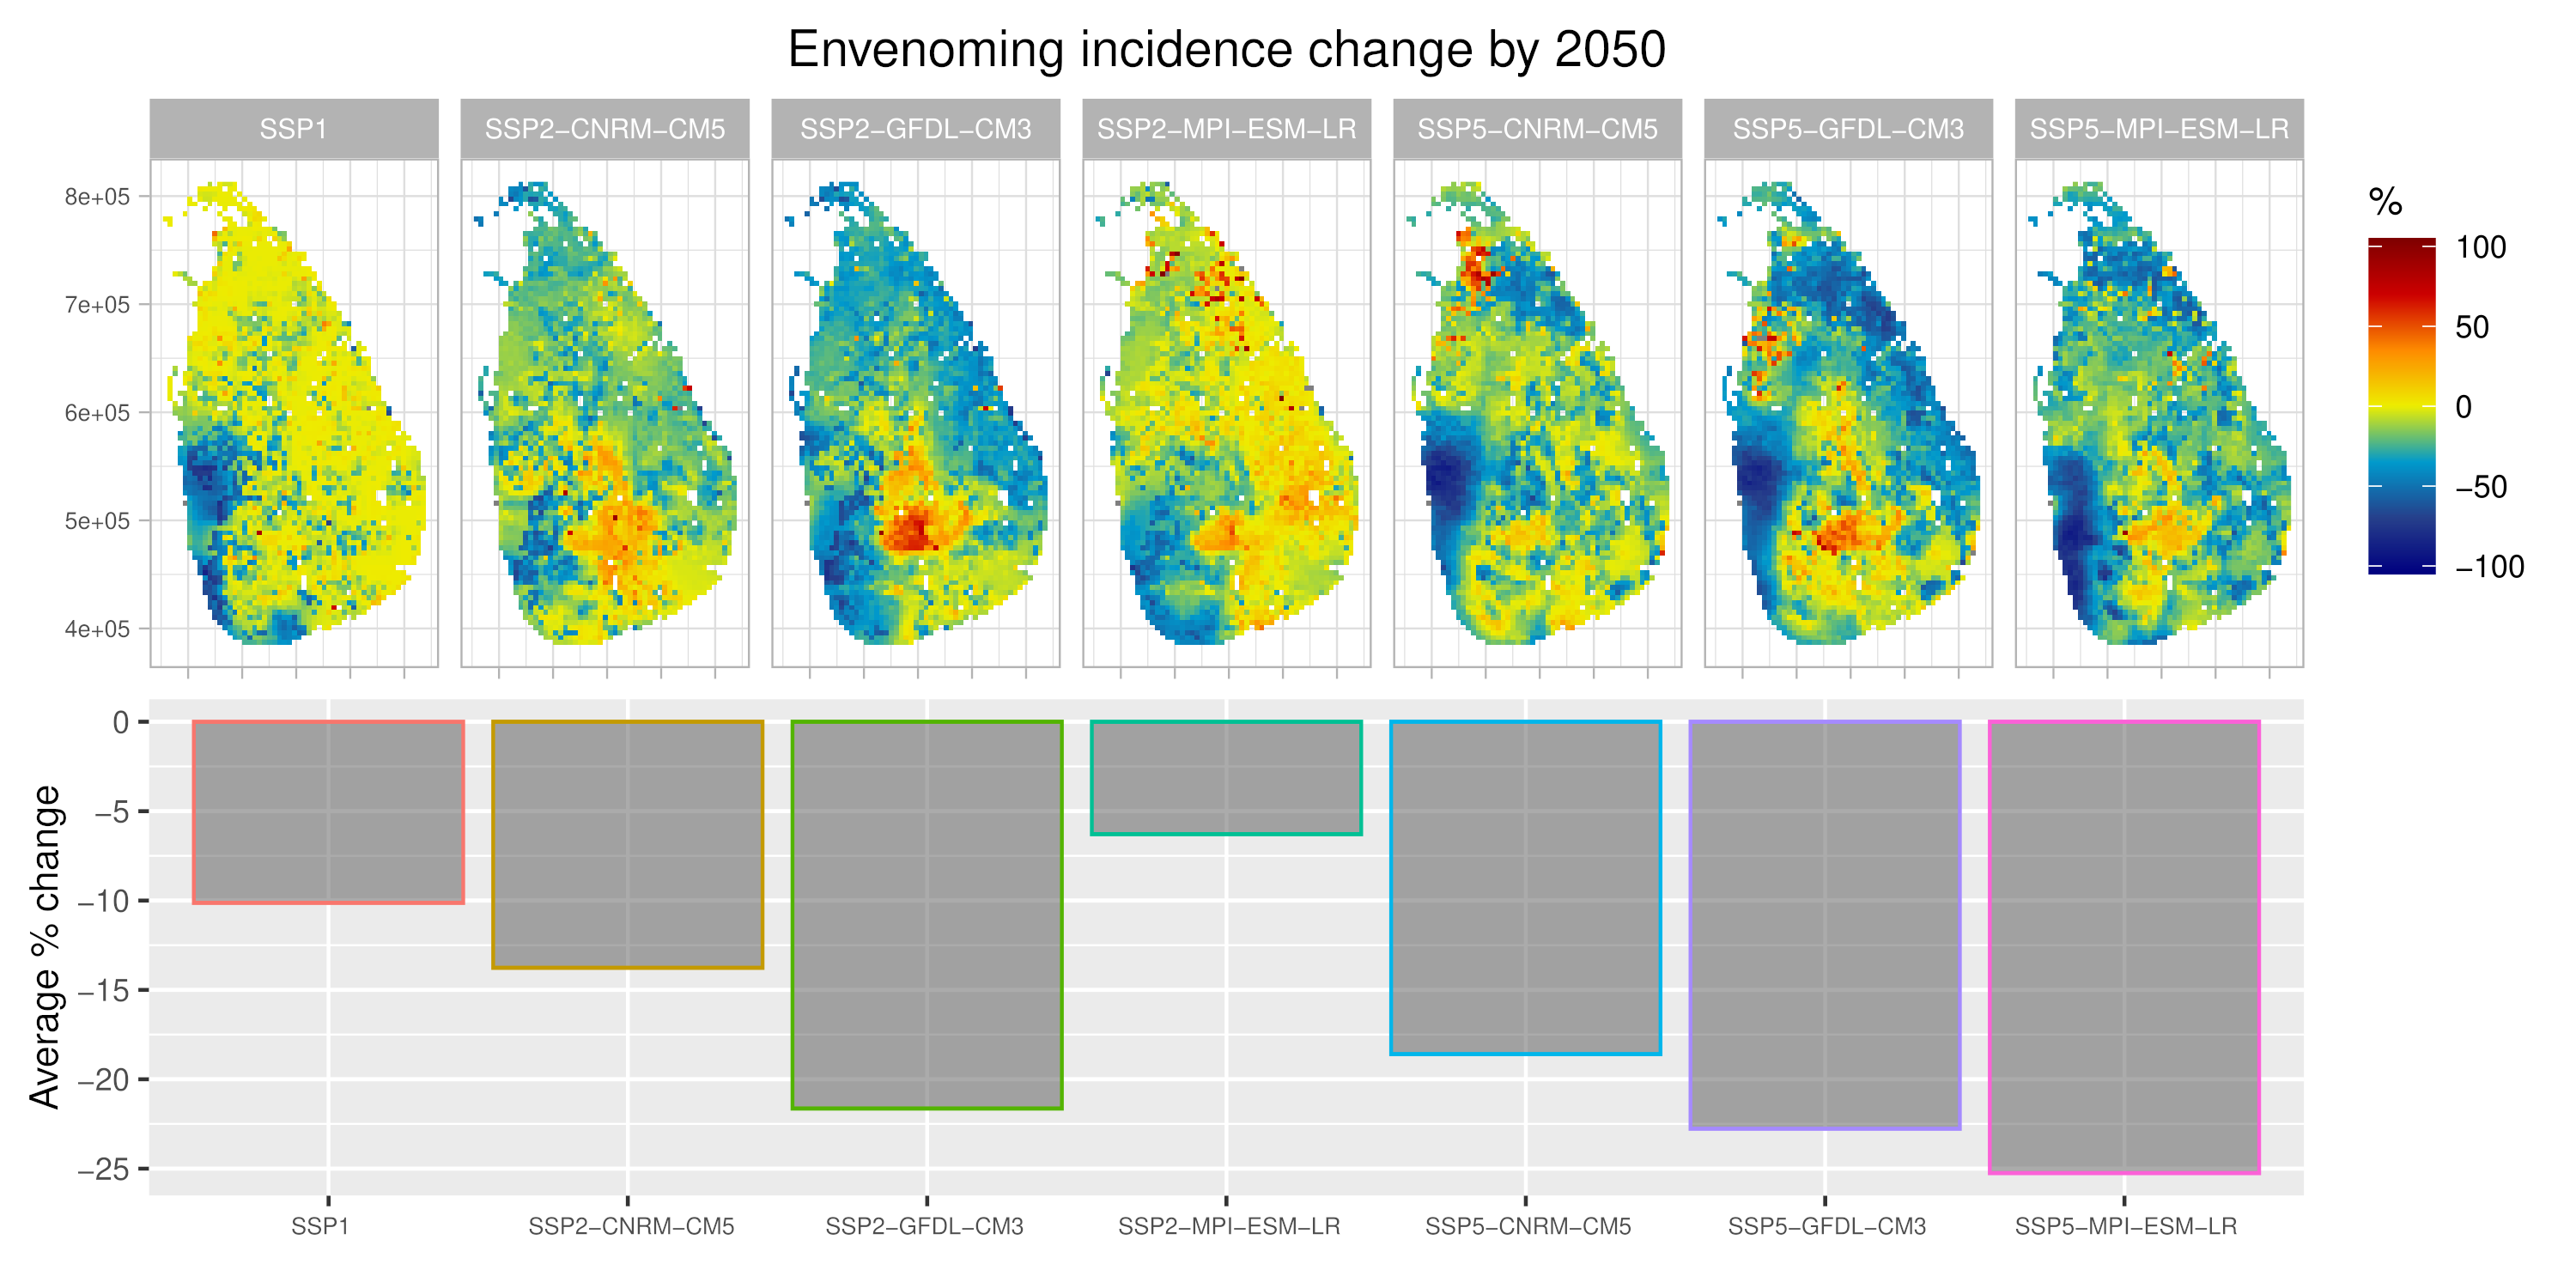 Envenoming incidence change by 2050
SSP1 SSP2−CNRM−CM5 SSP2−GFDL−CM3 SSP2−MPI−ESM−LR SSP5−CNRM−CM5 SSP5−GFDL−CM3 SSP5−MPI−ESM−LR
8e+05
7e+05
6e+05
5e+05
4e+05
%
100
50
0
−50
−100
Average % change
0
−5
−10
−15
−20
−25
SSP1 SSP2−CNRM−CM5 SSP2−GFDL−CM3 SSP2−MPI−ESM−LR SSP5−CNRM−CM5 SSP5−GFDL−CM3 SSP5−MPI−ESM−LR